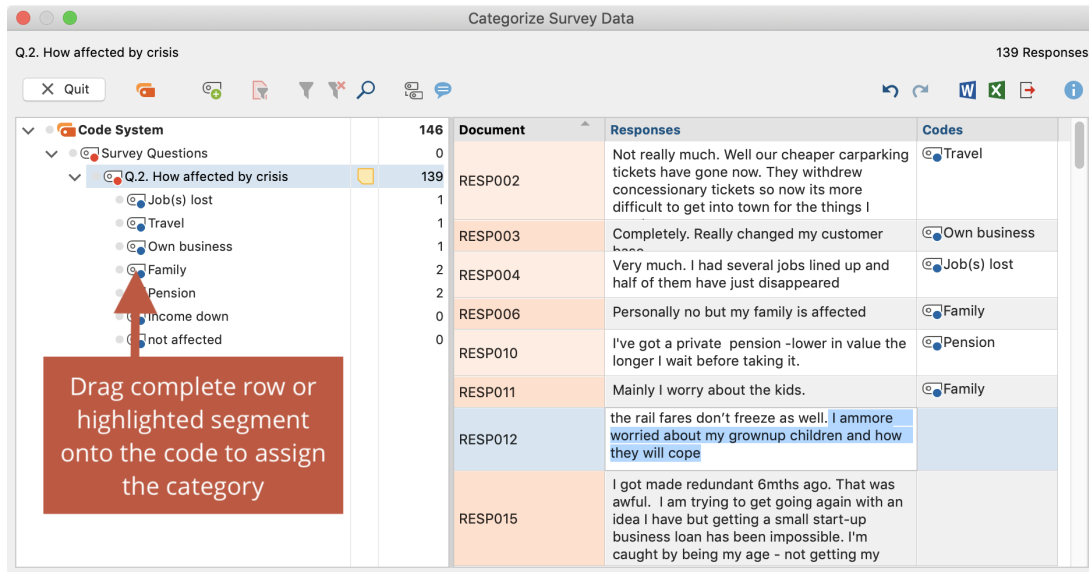 Categorize Survey Data
Q.2. How affected by crisis
139 Responses
Quit
Code System 146
Survey Questions 0
Q.2. How affected by crisis 139
Job(s) lost 1
Travel 1
Own business 1
Family 2
Pension 2
Income down 0
not affected 0
Drag complete row or
highlighted segment
onto the code to assign
the category
Document Responses Codes
RESP002
Not really much. Well our cheaper carparking
tickets have gone now. They withdrew
concessionary tickets so now its more
difficult to get into town for the things I
Travel
RESP003
Completely. Really changed my customer
base
Own business
RESP004
Very much. I had several jobs lined up and
half of them have just disappeared
Job(s) lost
RESP006
Personally no but my family is affected
Family
RESP010
I've got a private pension -lower in value the
longer I wait before taking it.
Pension
RESP011
Mainly I worry about the kids.
Family
RESP012
the rail fares don’t freeze as well. I ammore
worried about my grownup children and how
they will cope
RESP015
I got made redundant 6mths ago. That was
awful. I am trying to get going again with an
idea I have but getting a small start-up
business loan has been impossible. I'm
caught by being my age - not getting my